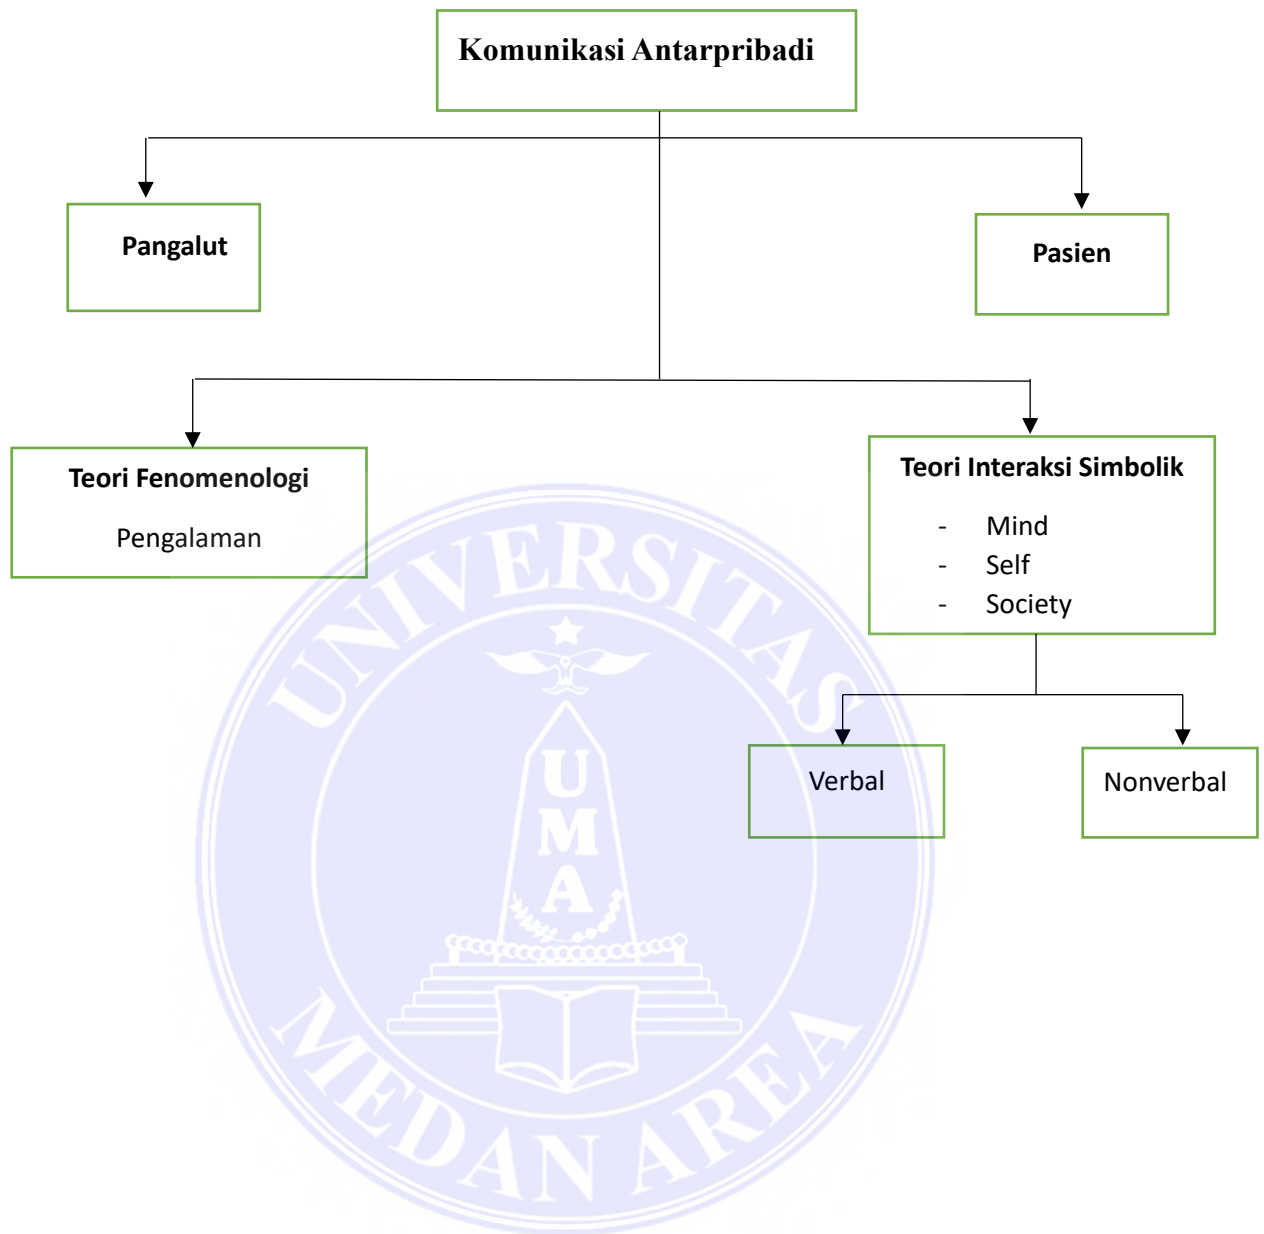 Komunikasi Antarpribadi
Pangalut
Pasien
Teori Fenomenologi
Pengalaman
Teori Interaksi Simbolik
- Mind
- Self
- Society
Verbal
Nonverbal
UNIVERSITAS
UMA
MEDAN AREA